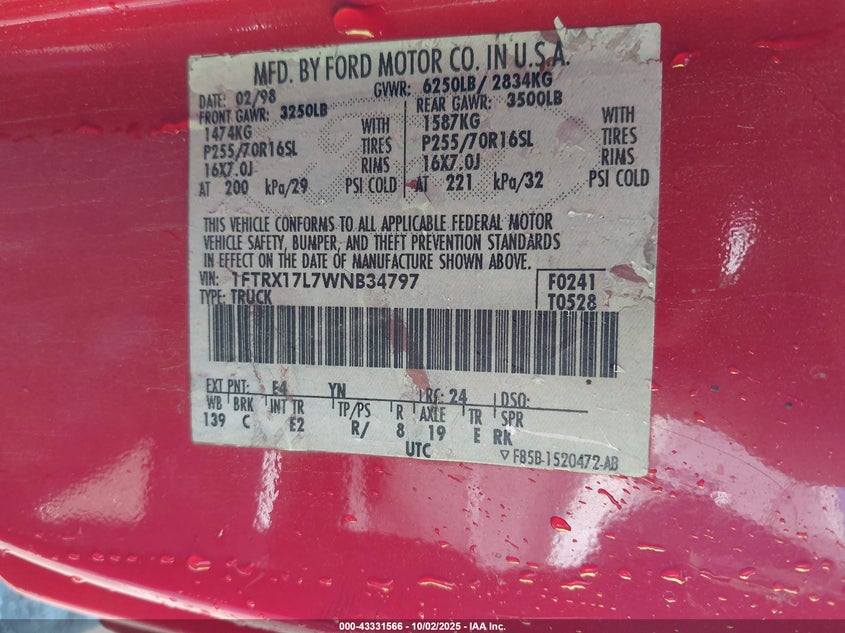 MFD. BY FORD MOTOR CO. IN U.S.A.
DATE: 02/98 GVWR: 6250LB/ 2834KG
FRONT GAWR: 3250LB REAR GAWR: 3500LB
1474KG WITH 1587KG WITH
P255/70R16SL TIRES P255/70R16SL TIRES
16X7.0J RIMS 16X7.0J RIMS
AT 200 kPa/29 PSI COLD AT 221 kPa/32 PSI COLD
THIS VEHICLE CONFORMS TO ALL APPLICABLE FEDERAL MOTOR
VEHICLE SAFETY, BUMPER, AND THEFT PREVENTION STANDARDS
IN EFFECT ON THE DATE OF MANUFACTURE SHOWN ABOVE.
VIN: 1FTRX17L7WNB34797 F0241
TYPE: TRUCK T0528
EXT PNT: E4 YN RC: 24 DSO:
WB BRK INT TR TP/PS R AXLE TR SPR
139 C E2 R/ 8 19 E RK
UTC ▽ F85B-1520472-AB
000-43331566 - 10/02/2025 - IAA Inc.